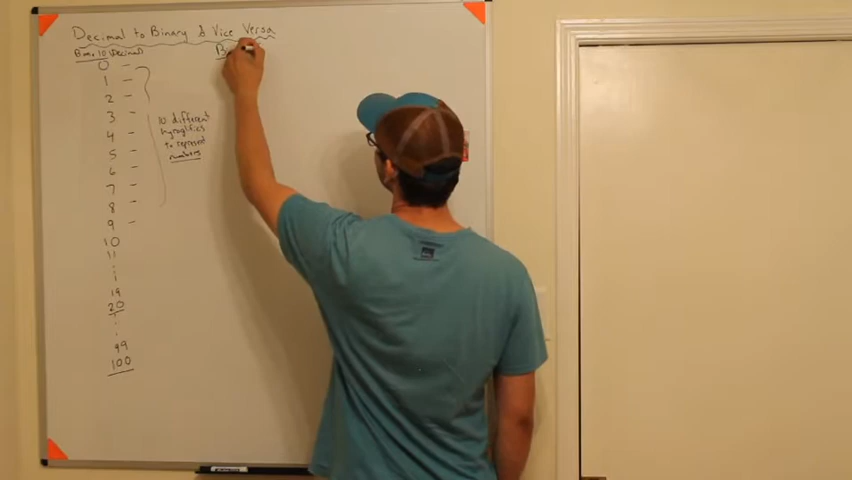 Decimal to Binary & Vice Versa
Base 10 (Decimal)
B
0 -
1 -
2 -
3 -
4 -
5 -
6 -
7 -
8 -
9 -
10
11
19
20
99
100
10 different
hyroglifics
to represent
numbers